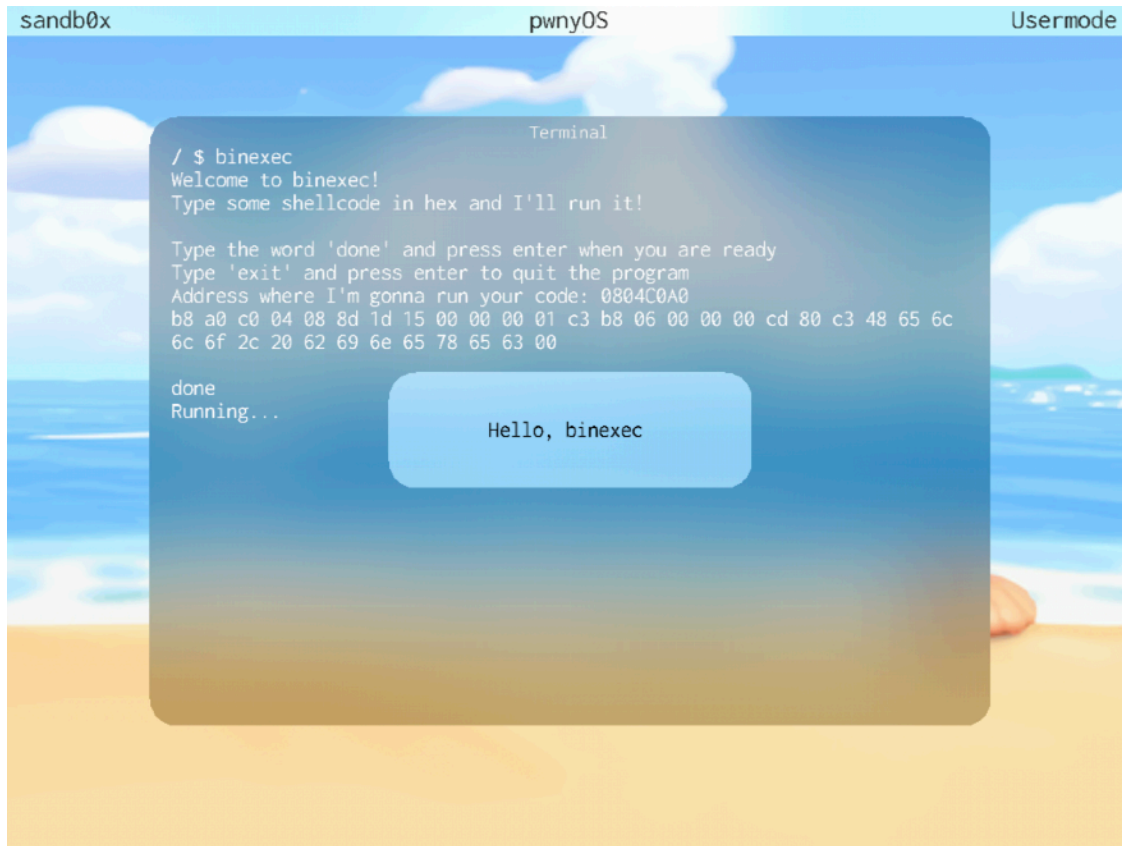 sandb0x pwnyOS Usermode
Terminal
/ $ binexec
Welcome to binexec!
Type some shellcode in hex and I'll run it!
Type the word 'done' and press enter when you are ready
Type 'exit' and press enter to quit the program
Address where I'm gonna run your code: 0804C0A0
b8 a0 c0 04 08 8d 1d 15 00 00 00 01 c3 b8 06 00 00 00 cd 80 c3 48 65 6c
6c 6f 2c 20 62 69 6e 65 78 65 63 00
done
Running...
Hello, binexec